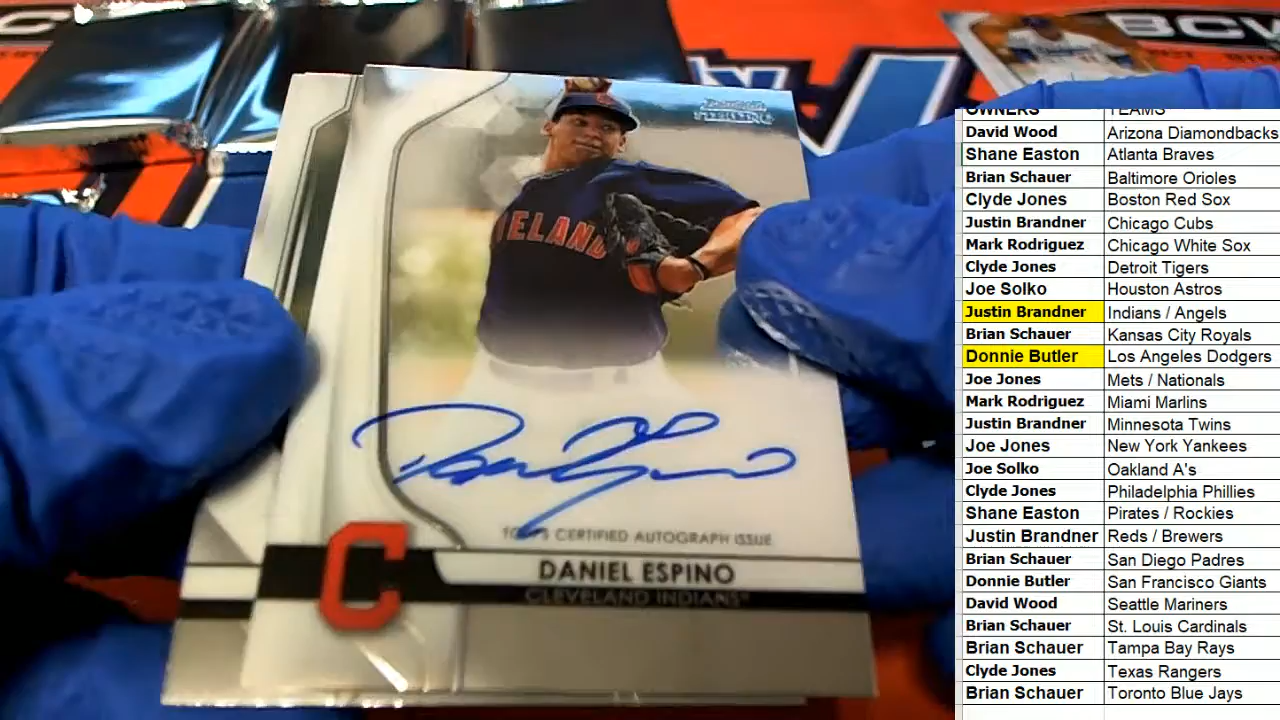 BCW
ELAND
TOPPS CERTIFIED AUTOGRAPH ISSUE
C
DANIEL ESPINO
CLEVELAND INDIANS
OWNERS TEAMS
David Wood Arizona Diamondbacks
Shane Easton Atlanta Braves
Brian Schauer Baltimore Orioles
Clyde Jones Boston Red Sox
Justin Brandner Chicago Cubs
Mark Rodriguez Chicago White Sox
Clyde Jones Detroit Tigers
Joe Solko Houston Astros
Justin Brandner Indians / Angels
Brian Schauer Kansas City Royals
Donnie Butler Los Angeles Dodgers
Joe Jones Mets / Nationals
Mark Rodriguez Miami Marlins
Justin Brandner Minnesota Twins
Joe Jones New York Yankees
Joe Solko Oakland A's
Clyde Jones Philadelphia Phillies
Shane Easton Pirates / Rockies
Justin Brandner Reds / Brewers
Brian Schauer San Diego Padres
Donnie Butler San Francisco Giants
David Wood Seattle Mariners
Brian Schauer St. Louis Cardinals
Brian Schauer Tampa Bay Rays
Clyde Jones Texas Rangers
Brian Schauer Toronto Blue Jays